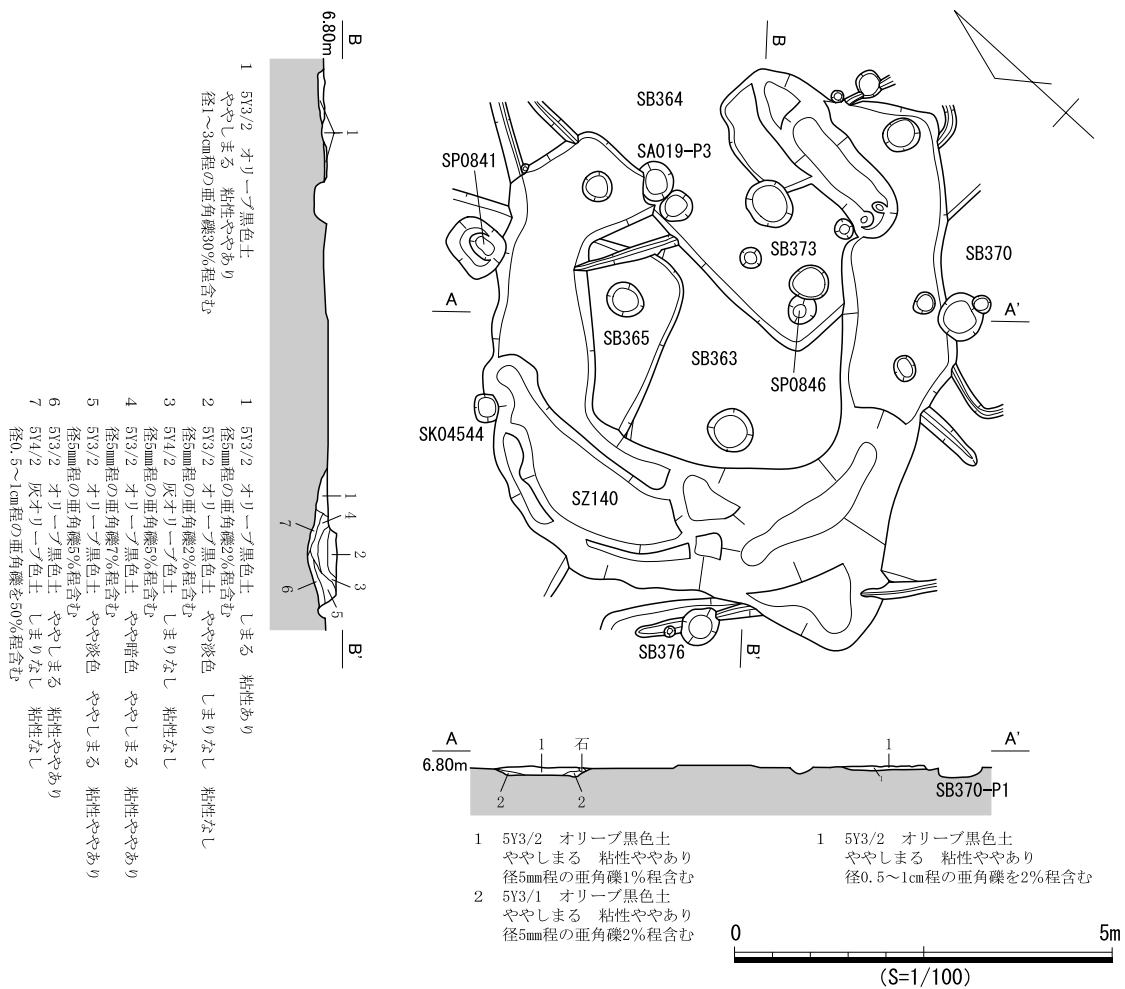 B
6.80m
1
1 5Y3/2 オリーブ黒色土
ややしまる 粘性ややあり
径1～3㎝程の亜角礫30%程含む
1
4
7
2
3
6
5
B'
1 5Y3/2 オリーブ黒色土 しまる 粘性あり
径5㎜程の亜角礫2%程含む
2 5Y3/2 オリーブ黒色土 やや淡色 しまりなし 粘性なし
径5㎜程の亜角礫2%程含む
3 5Y4/2 灰オリーブ色土 しまりなし 粘性なし
径5㎜程の亜角礫5%程含む
4 5Y3/2 オリーブ黒色土 やや暗色 ややしまる 粘性ややあり
径5㎜程の亜角礫7%程含む
5 5Y3/2 オリーブ黒色土 やや淡色 ややしまる 粘性ややあり
径5㎜程の亜角礫5%程含む
6 5Y3/2 オリーブ黒色土 ややしまる 粘性ややあり
7 5Y4/2 灰オリーブ色土 しまりなし 粘性なし
径0.5～1㎝程の亜角礫を50%程含む
B
SB364
SA019-P3
SP0841
SB373
SB370
A
A'
SB365
SB363
SP0846
SK04544
SZ140
SB376
B'
A
A'
6.80m
1
石
1
2
2
1
SB370-P1
1 5Y3/2 オリーブ黒色土
ややしまる 粘性ややあり
径5㎜程の亜角礫1%程含む
2 5Y3/1 オリーブ黒色土
ややしまる 粘性ややあり
径5㎜程の亜角礫2%程含む
1 5Y3/2 オリーブ黒色土
ややしまる 粘性ややあり
径0.5～1㎝程の亜角礫を2%程含む
0
5m
(S=1/100)